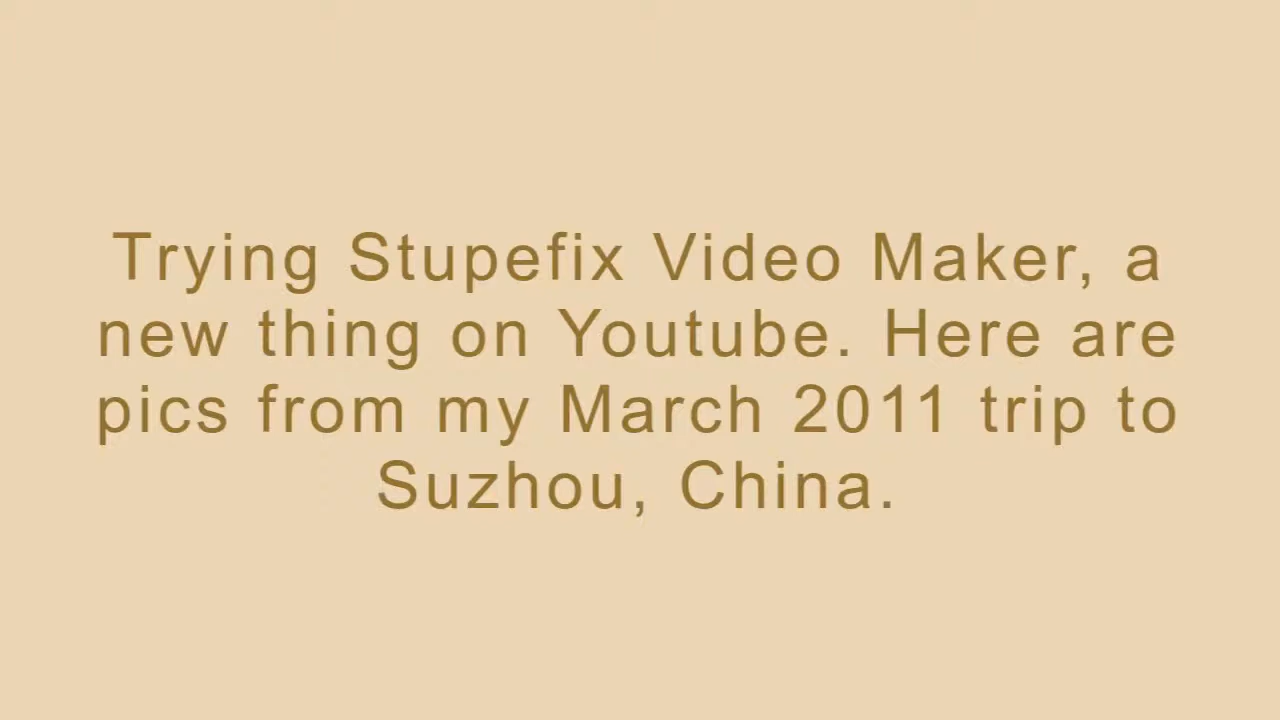 Trying Stupefix Video Maker, a
new thing on Youtube. Here are
pics from my March 2011 trip to
Suzhou, China.